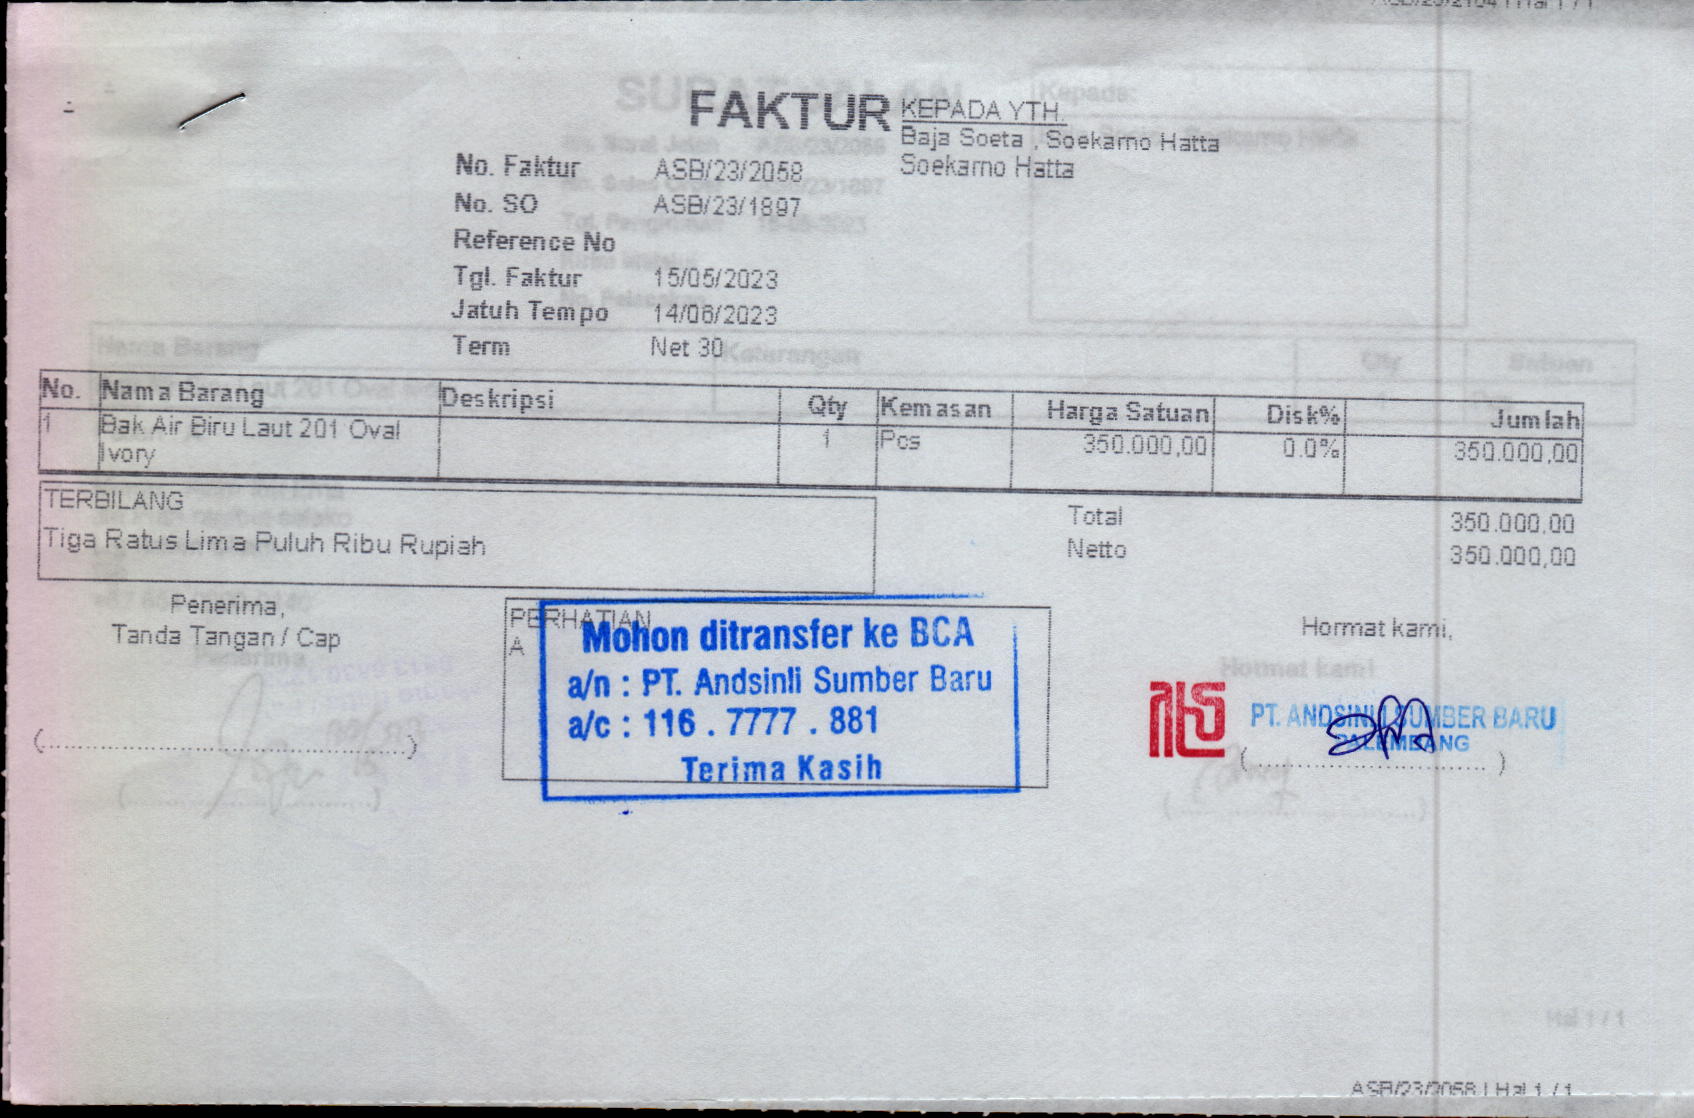 FAKTUR
KEPADA YTH.
Baja Soeta , Soekarno Hatta
Soekarno Hatta
No. Faktur ASB/23/2058
No. SO ASB/23/1897
Reference No
Tgl. Faktur 15/05/2023
Jatuh Tempo 14/06/2023
Term Net 30
No. Nama Barang Deskripsi Qty Kemasan Harga Satuan Disk% Jumlah
1 Bak Air Biru Laut 201 Oval 1 Pcs 350.000,00 0.0% 350.000,00
Ivory
TERBILANG
Tiga Ratus Lima Puluh Ribu Rupiah
Total 350.000,00
Netto 350.000,00
Penerima,
Tanda Tangan / Cap
(..............................)
PERHATIAN
A
Mohon ditransfer ke BCA
a/n : PT. Andsinli Sumber Baru
a/c : 116 . 7777 . 881
Terima Kasih
Hormat kami,
PT. ANDSINLI SUMBER BARU
PALEMBANG
(..............................)
ASB/23/2058 | Hal 1 / 1